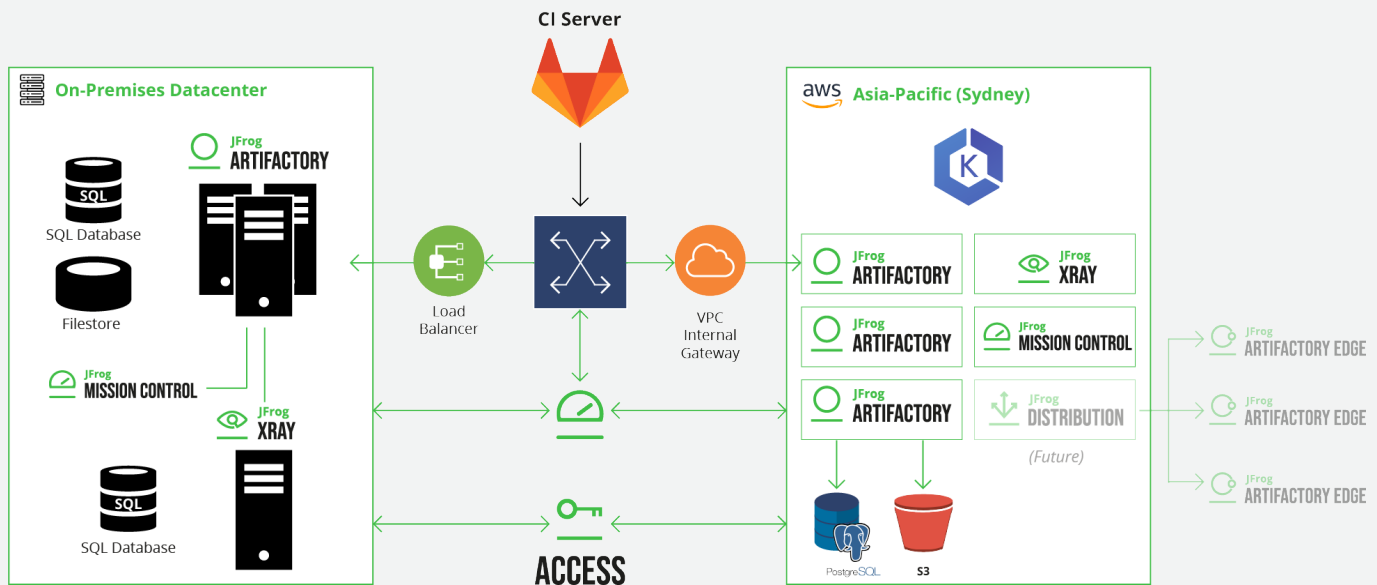 CI Server
On-Premises Datacenter
JFrog
ARTIFACTORY
SQL
SQL Database
Filestore
JFrog
MISSION CONTROL
JFrog
XRAY
SQL
SQL Database
Load
Balancer
VPC
Internal
Gateway
ACCESS
aws
Asia-Pacific (Sydney)
K
JFrog
ARTIFACTORY
JFrog
XRAY
JFrog
ARTIFACTORY
JFrog
MISSION CONTROL
JFrog
ARTIFACTORY
JFrog
DISTRIBUTION
(Future)
PostgreSQL
S3
JFrog
ARTIFACTORY EDGE
JFrog
ARTIFACTORY EDGE
JFrog
ARTIFACTORY EDGE